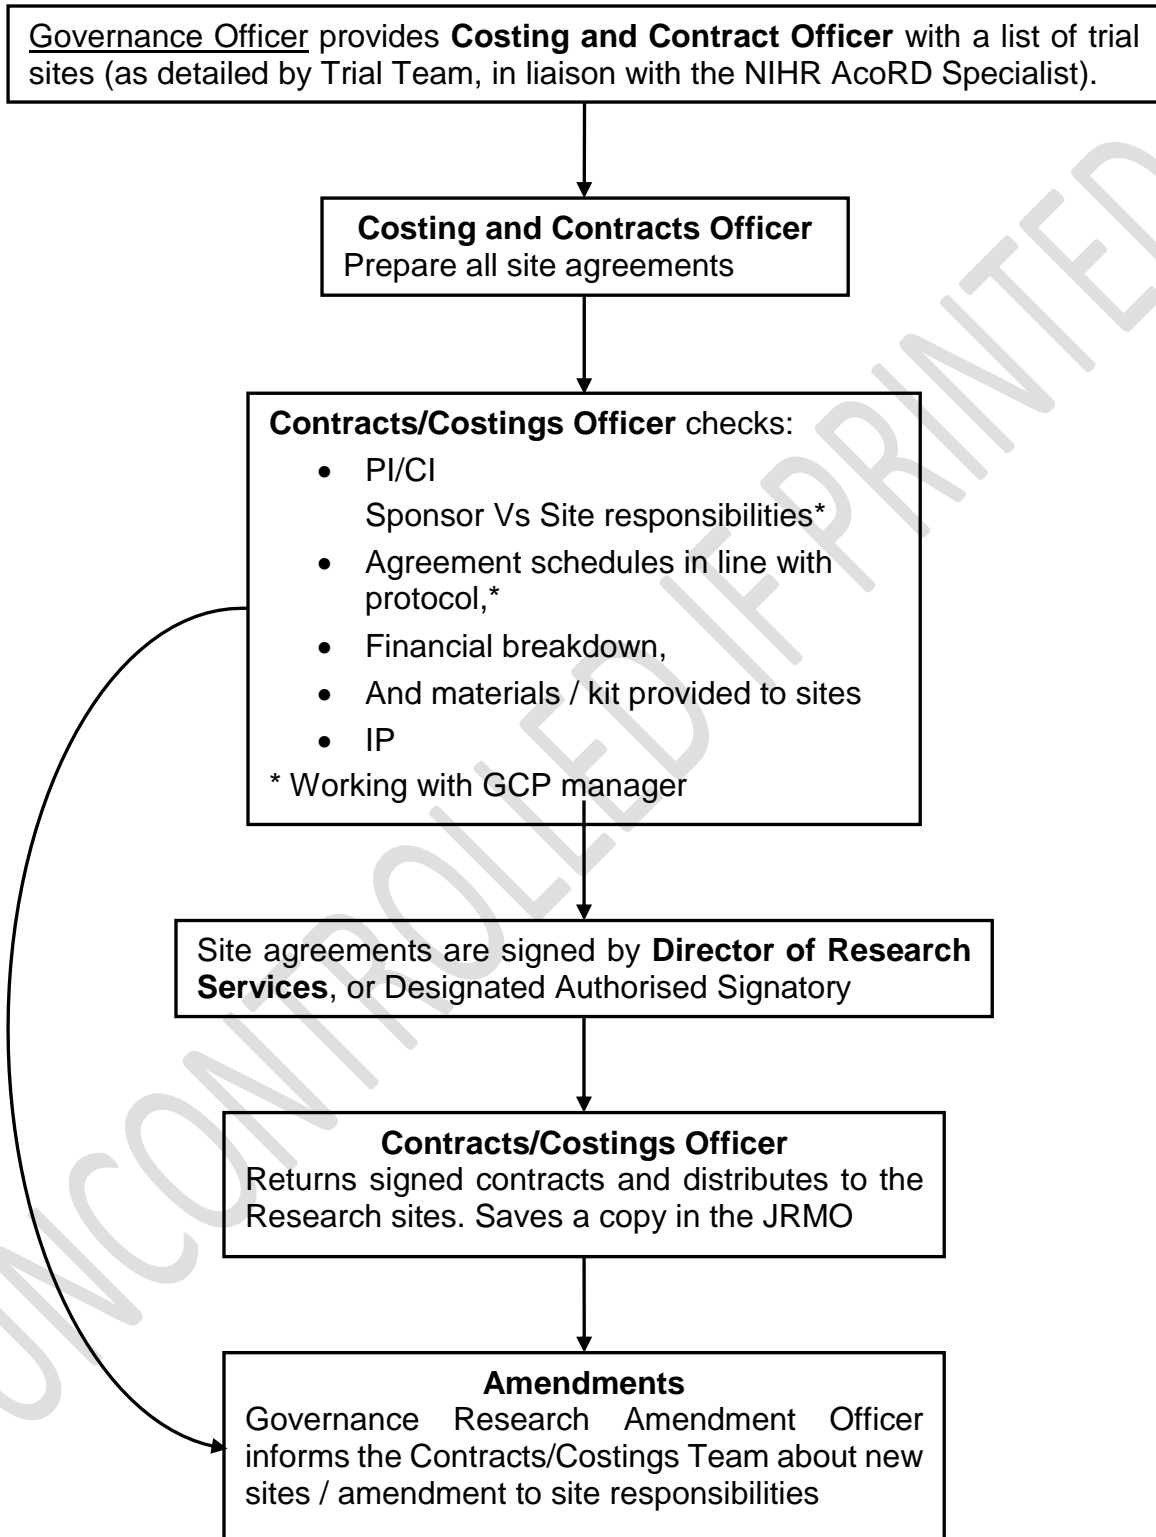 Governance Officer provides Costing and Contract Officer with a list of trial
sites (as detailed by Trial Team, in liaison with the NIHR AcoRD Specialist).
Costing and Contracts Officer
Prepare all site agreements
Contracts/Costings Officer checks:
• PI/CI
Sponsor Vs Site responsibilities*
• Agreement schedules in line with
protocol,*
• Financial breakdown,
• And materials / kit provided to sites
• IP
* Working with GCP manager
Site agreements are signed by Director of Research
Services, or Designated Authorised Signatory
Contracts/Costings Officer
Returns signed contracts and distributes to the
Research sites. Saves a copy in the JRMO
Amendments
Governance Research Amendment Officer
informs the Contracts/Costings Team about new
sites / amendment to site responsibilities
UNCONTROLLED IF PRINTED